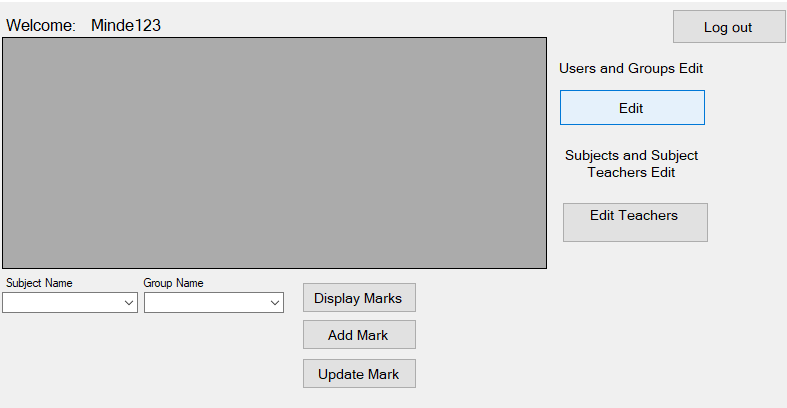 Welcome: Minde123
Log out
Users and Groups Edit
Edit
Subjects and Subject
Teachers Edit
Edit Teachers
Subject Name
Group Name
Display Marks
Add Mark
Update Mark